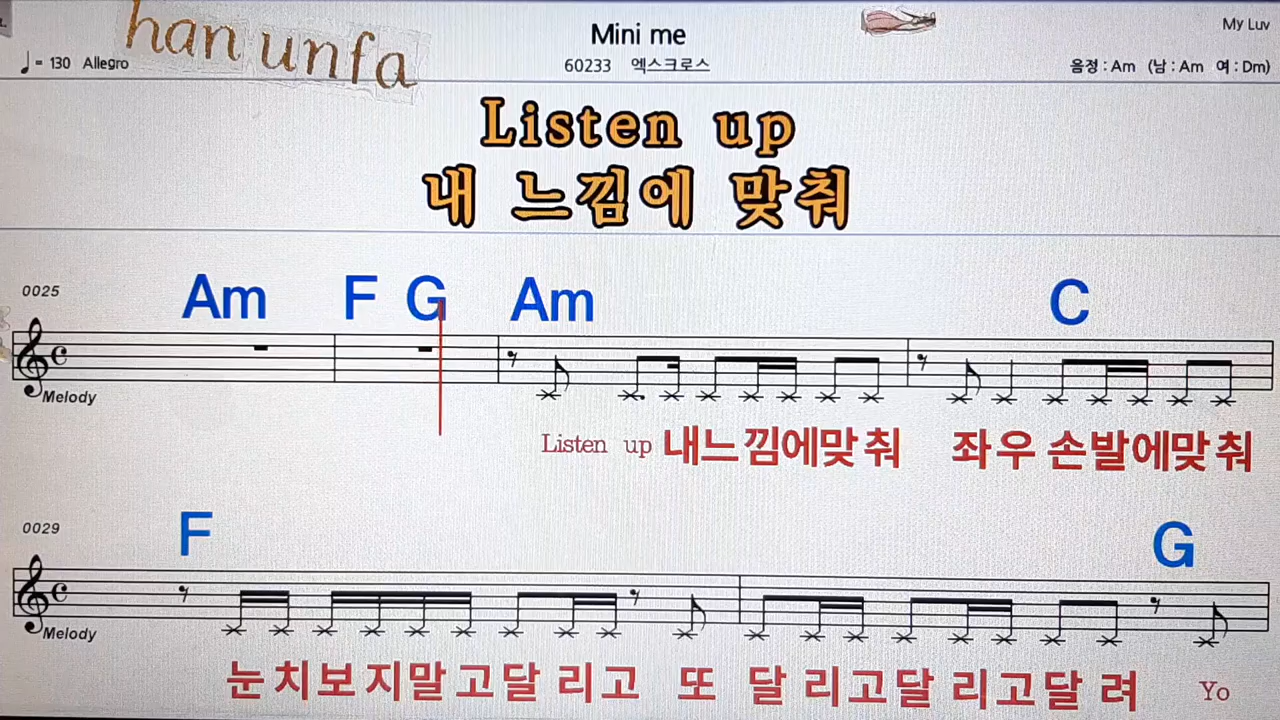 han unfa
Mini me
My Luv
♩= 130 Allegro
60233 엑스크로스
음정 : Am (남 : Am 여 : Dm)
Listen up
내 느낌에 맞춰
0025
Am F G Am C
Melody
Listen up 내느낌에맞춰 좌우 손발에맞춰
0029
F G
Melody
눈치보지말고달리고 또 달리고달리고달려 Yo